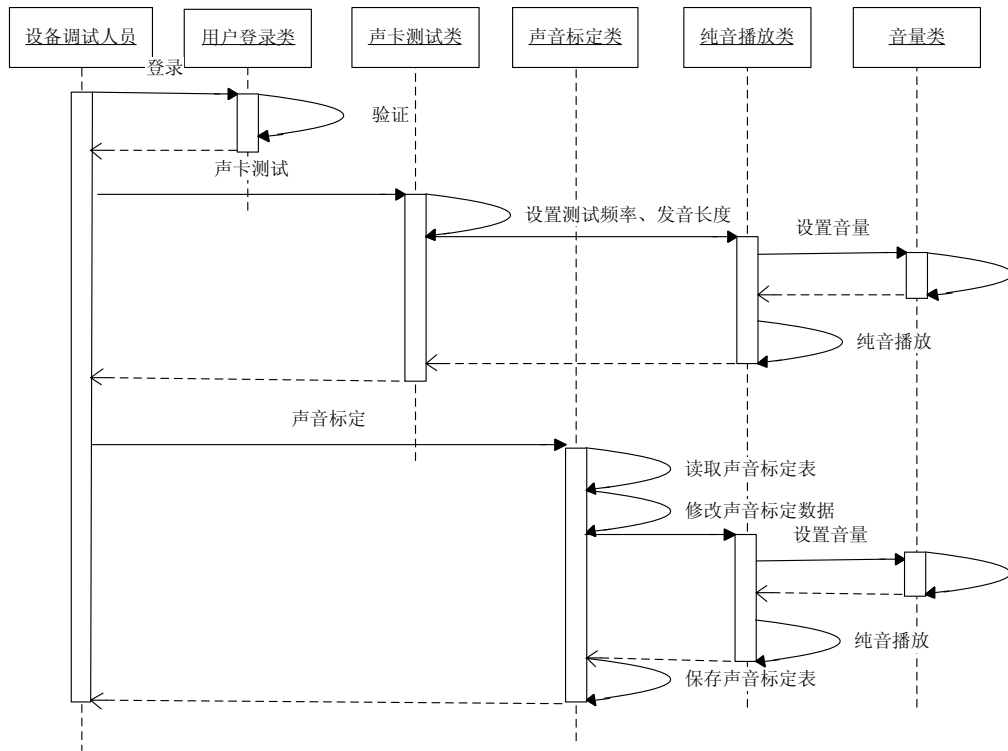 设备调试人员
用户登录类
声卡测试类
声音标定类
纯音播放类
音量类
登录
验证
声卡测试
设置测试频率、发音长度
设置音量
纯音播放
声音标定
读取声音标定表
修改声音标定数据
设置音量
纯音播放
保存声音标定表